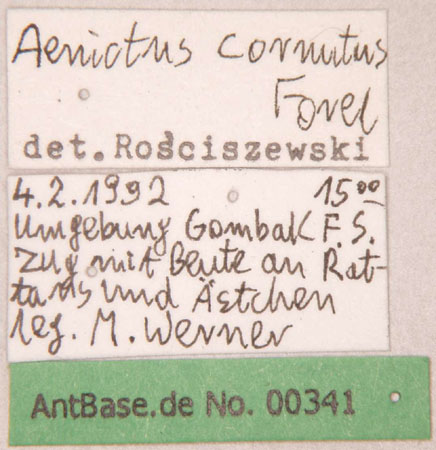 Aenictus cornutus
Forel
det. Rościszewski
4.2.1992 15⁰⁰
Umgebung Gombak F.S.
Zug mit Beute an Rat-
tans und Ästchen
leg. M. Werner
AntBase.de No. 00341